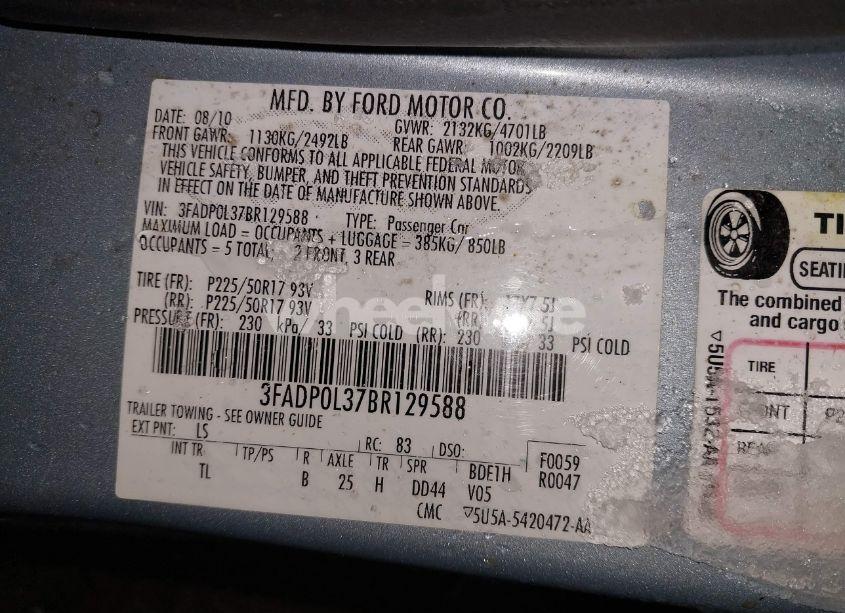 MFD. BY FORD MOTOR CO.
DATE: 08/10 GVWR: 2132KG/4701LB
FRONT GAWR: 1130KG/2492LB REAR GAWR: 1002KG/2209LB
THIS VEHICLE CONFORMS TO ALL APPLICABLE FEDERAL MOTOR
VEHICLE SAFETY, BUMPER, AND THEFT PREVENTION STANDARDS
IN EFFECT ON THE DATE OF MANUFACTURE SHOWN ABOVE.
VIN: 3FADP0L37BR129588 TYPE: Passenger Car
MAXIMUM LOAD = OCCUPANTS + LUGGAGE = 385KG/850LB
OCCUPANTS = 5 TOTAL, 2 FRONT, 3 REAR
TIRE (FR): P225/50R17 93V RIMS (FR): 17X7.5J
(RR): P225/50R17 93V (RR)
PRESSURE (FR): 230 kPa/33 PSI COLD (RR): 230 33 PSI COLD
3FADP0L37BR129588
TRAILER TOWING - SEE OWNER GUIDE
EXT PNT: LS RC: 83 DSO: F0059
INT TR TP/PS R AXLE TR SPR BDE1H R0047
TL B 25 H DD44 V05
CMC ▽5U5A-5420472-AA
TI
SEATI
The combined
and cargo
TIRE
P2